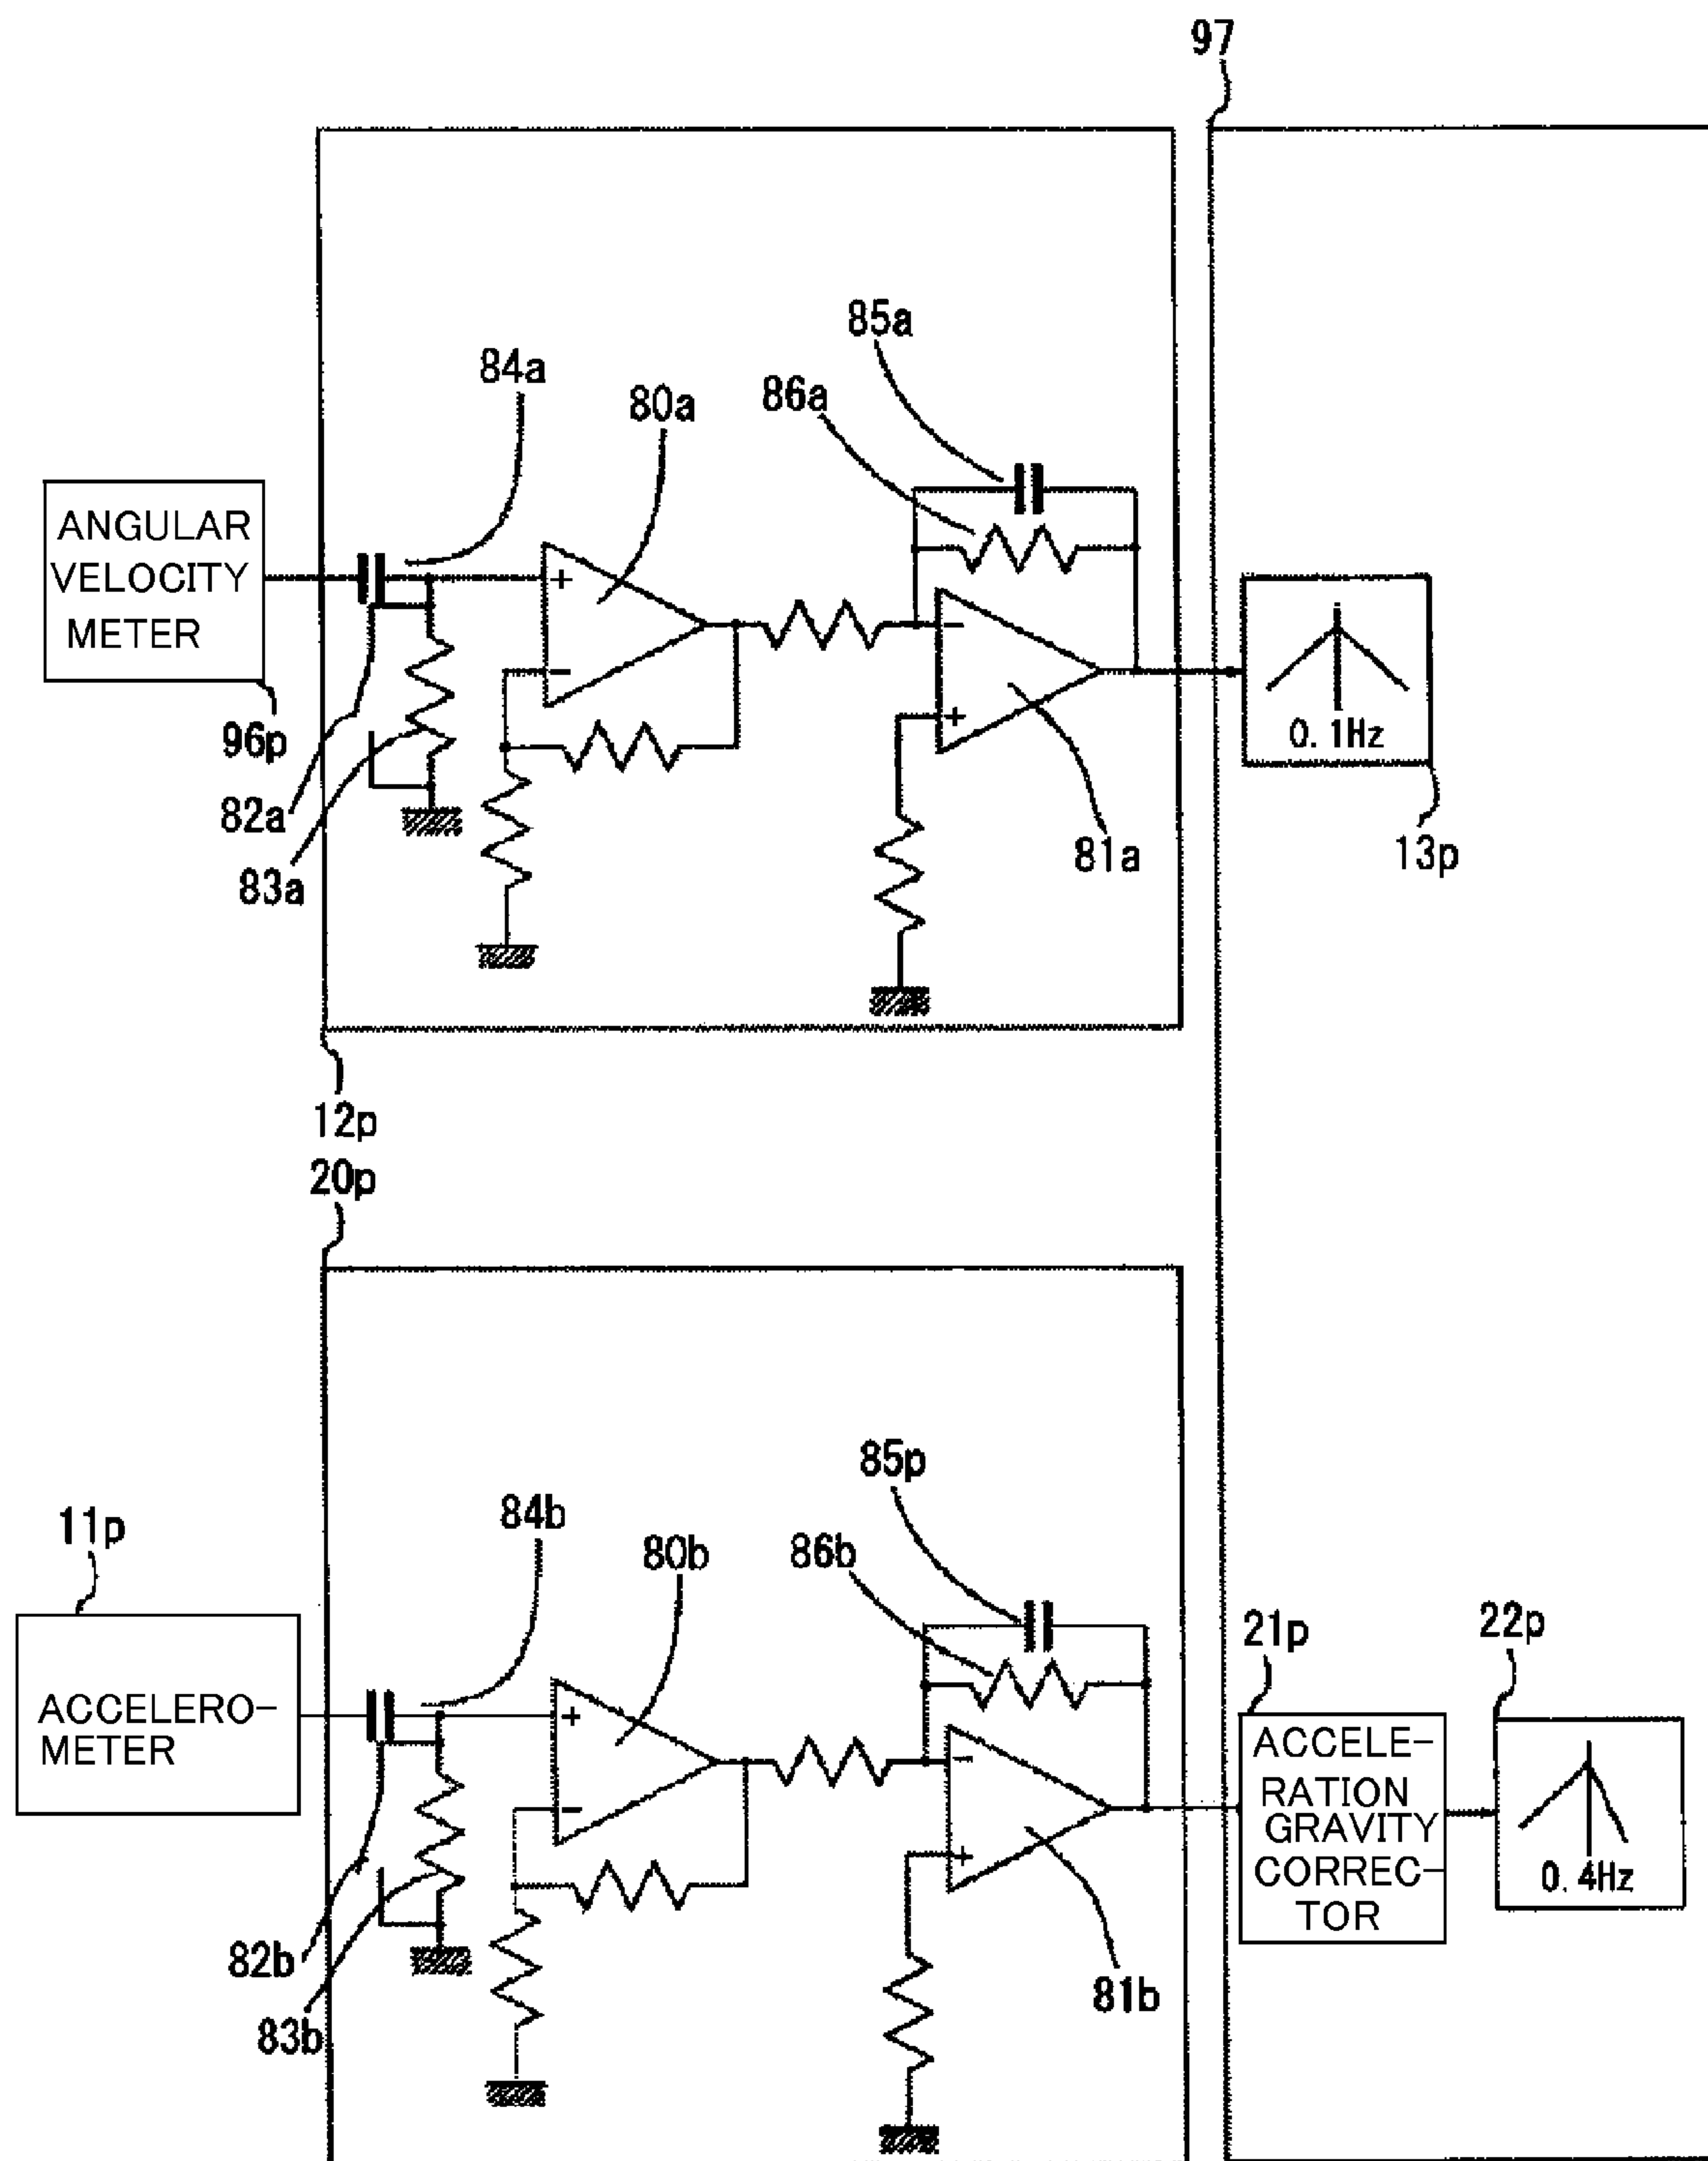 97
85a
84a
86a
80a
ANGULAR
VELOCITY
METER
+
−
−
+
0.1Hz
96p
82a
83a
81a
13p
12p
20p
85p
84b
11p
86b
80b
21p
22p
ACCELERO-
METER
+
−
−
+
ACCELE-
RATION
GRAVITY
CORREC-
TOR
0.4Hz
82b
83b
81b